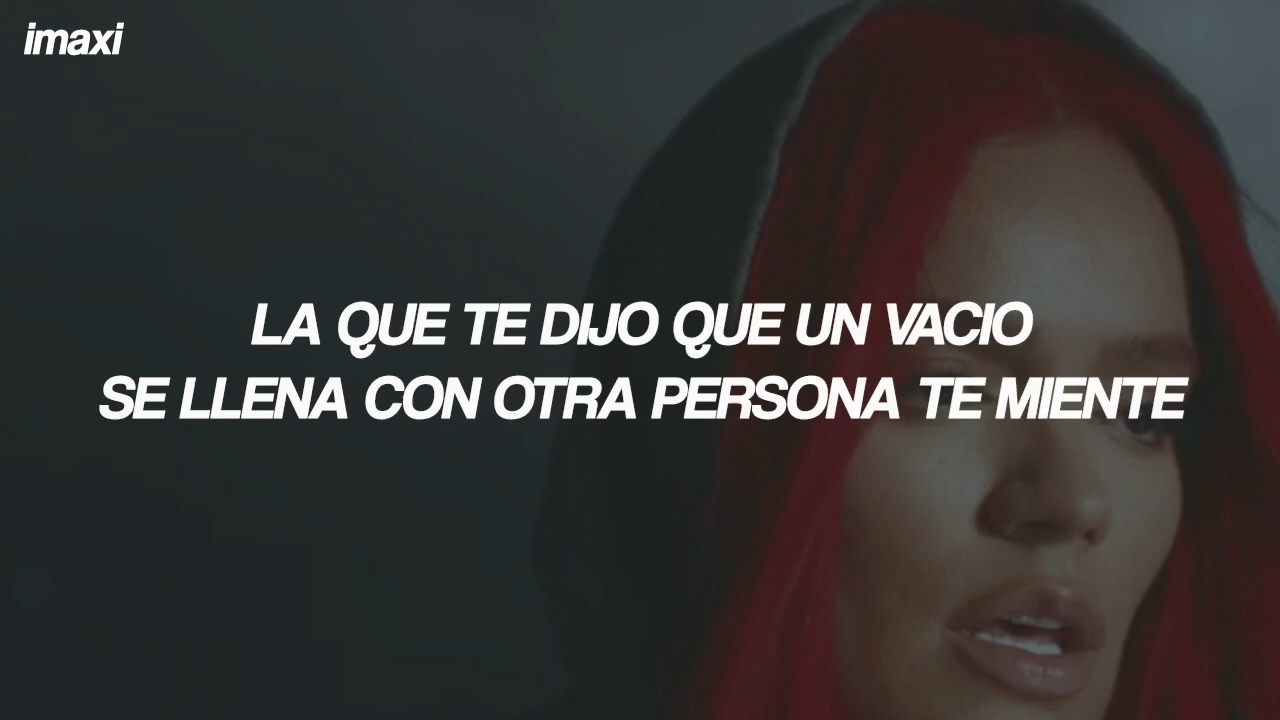 imaxi
LA QUE TE DIJO QUE UN VACIO
SE LLENA CON OTRA PERSONA TE MIENTE